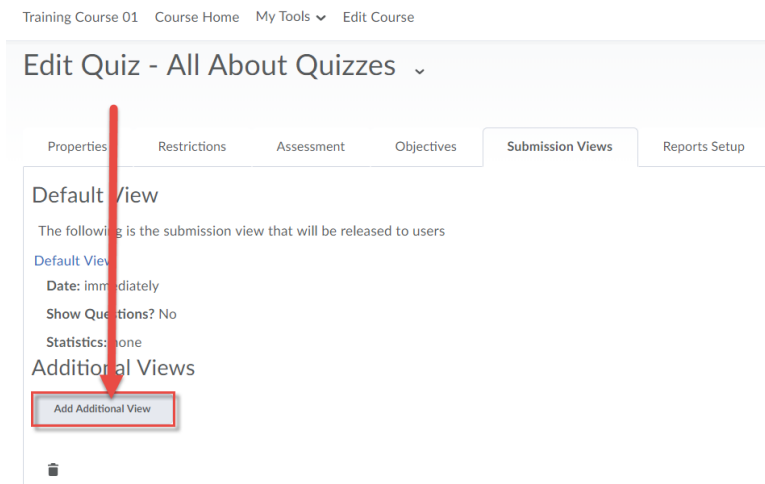 Training Course 01 Course Home My Tools Edit Course
Edit Quiz - All About Quizzes
Properties Restrictions Assessment Objectives Submission Views Reports Setup
Default View
The following is the submission view that will be released to users
Default View
Date: immediately
Show Questions? No
Statistics: none
Additional Views
Add Additional View